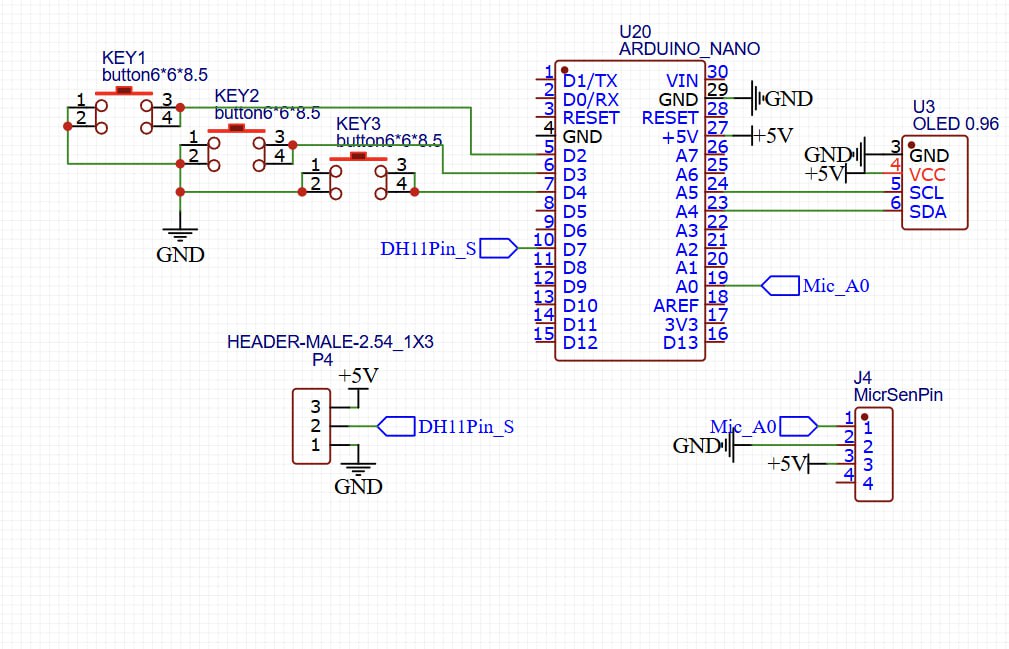 KEY1
button6*6*8.5
1
2
3
4
KEY2
button6*6*8.5
1
2
3
4
KEY3
button6*6*8.5
1
2
3
4
GND
U20
ARDUINO_NANO
1 D1/TX
2 D0/RX
3 RESET
4 GND
5 D2
6 D3
7 D4
8 D5
9 D6
10 D7
11 D8
12 D9
13 D10
14 D11
15 D12
VIN 30
GND 29
RESET 28
+5V 27
A7 26
A6 25
A5 24
A4 23
A3 22
A2 21
A1 20
A0 19
AREF 18
3V3 17
D13 16
GND
+5V
DH11Pin_S
Mic_A0
U3
OLED 0.96
GND
+5V
3 GND
4 VCC
5 SCL
6 SDA
HEADER-MALE-2.54_1X3
P4
+5V
3
2
1
DH11Pin_S
GND
J4
MicrSenPin
Mic_A0
GND
+5V
1 1
2 2
3 3
4 4